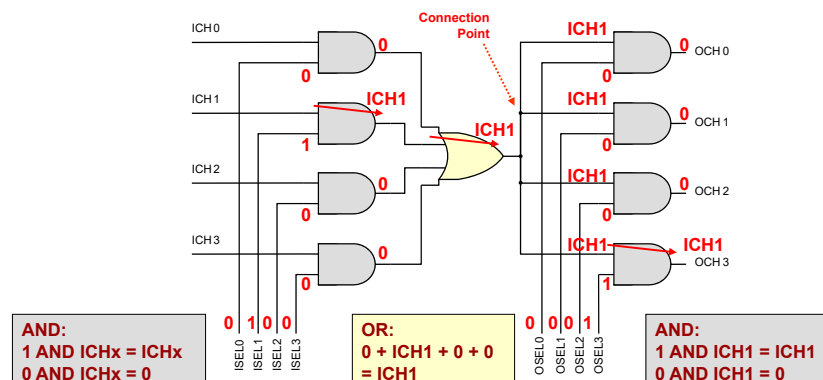 Connection
Point
ICH 0
0
0
ICH1
0
OCH 0
0
ICH 1
ICH1
1
ICH1
ICH1
0
OCH 1
0
ICH 2
0
0
ICH1
0
OCH 2
0
ICH 3
0
0
ICH1
ICH1
OCH 3
1
0 1 0 0
0 0 0 1
ISEL0
ISEL1
ISEL2
ISEL3
OSEL0
OSEL1
OSEL2
OSEL3
AND:
1 AND ICHx = ICHx
0 AND ICHx = 0
OR:
0 + ICH1 + 0 + 0
= ICH1
AND:
1 AND ICH1 = ICH1
0 AND ICH1 = 0